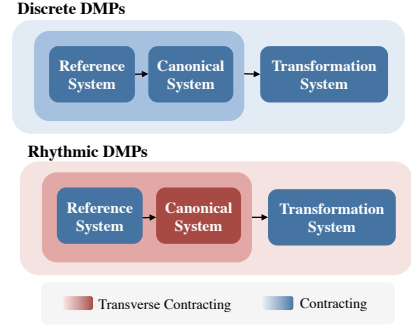 Discrete DMPs
Reference System
Canonical System
Transformation System
Rhythmic DMPs
Reference System
Canonical System
Transformation System
Transverse Contracting
Contracting